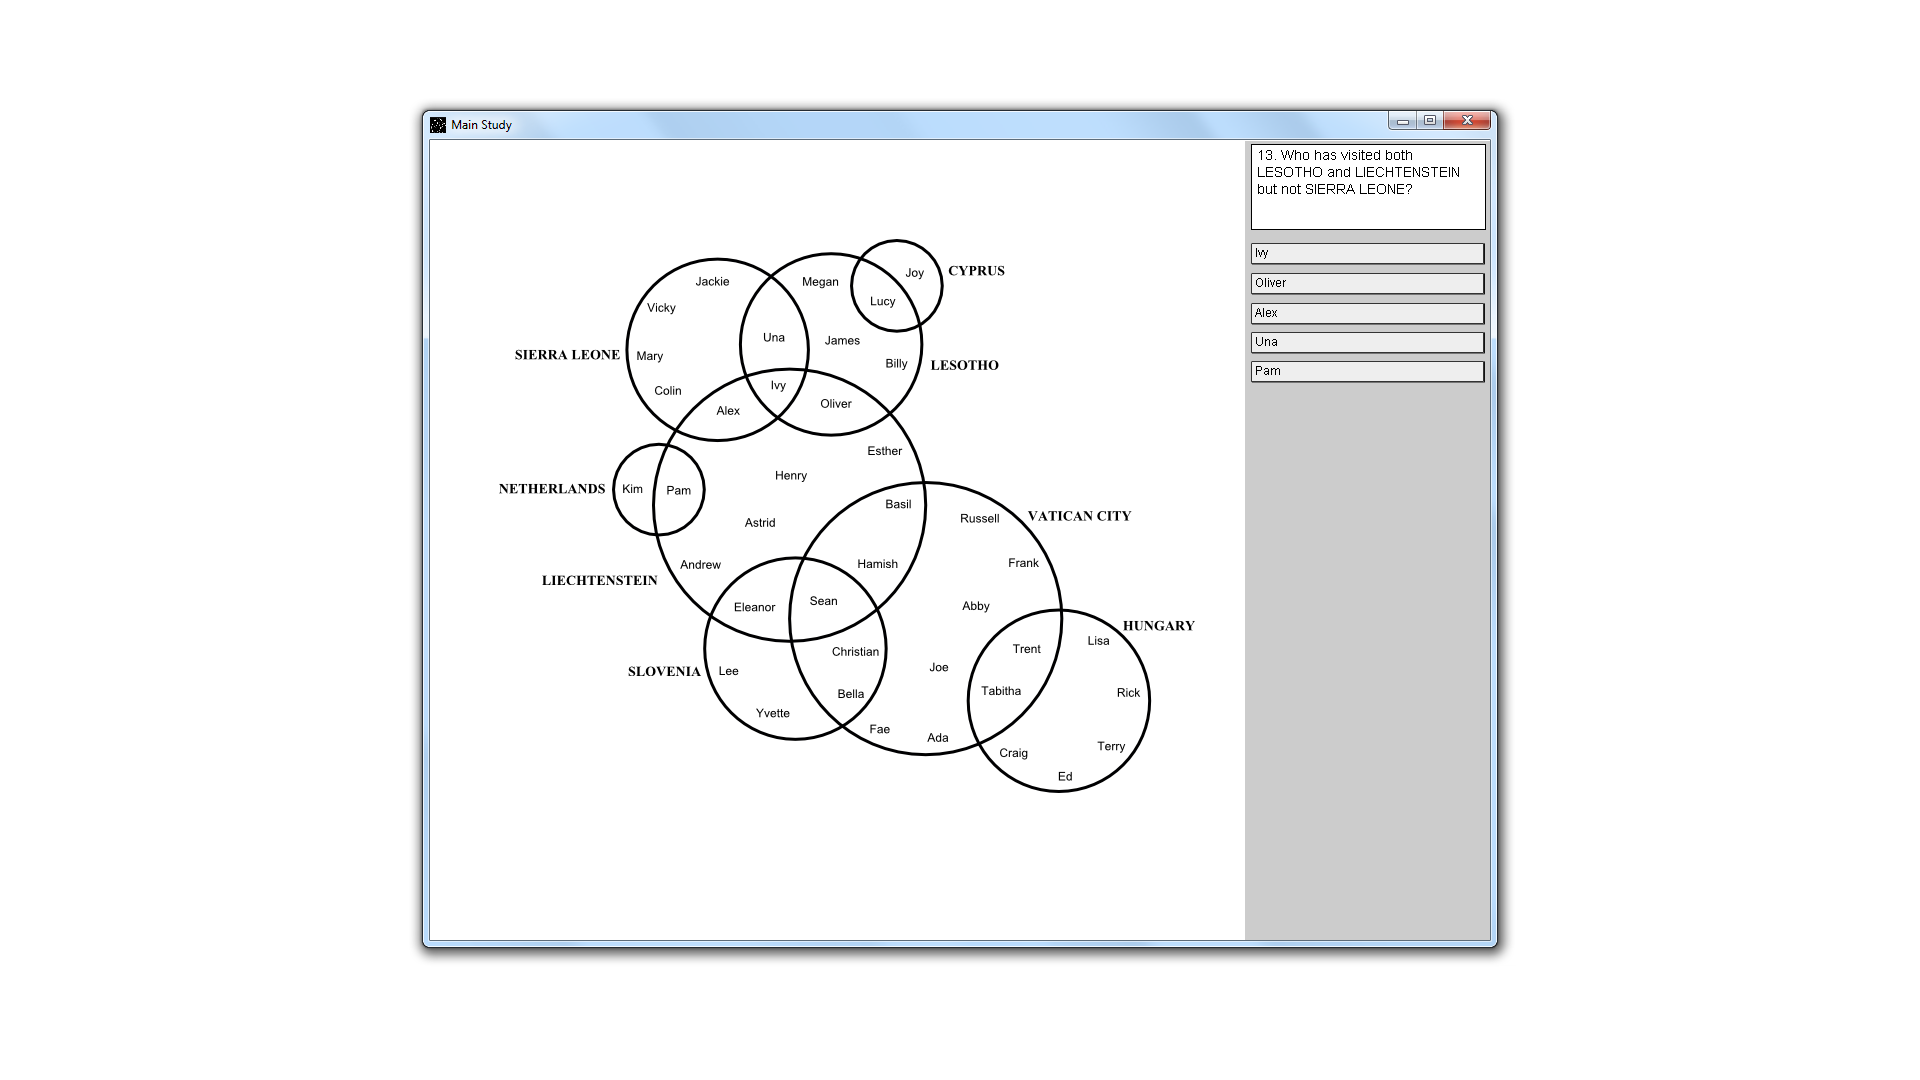 Main Study
13. Who has visited both
LESOTHO and LIECHTENSTEIN
but not SIERRA LEONE?
Ivy
Oliver
Alex
Una
Pam
Joy
CYPRUS
Jackie
Megan
Lucy
Vicky
Una
James
SIERRA LEONE
Mary
Billy
LESOTHO
Colin
Ivy
Alex
Oliver
Esther
Henry
NETHERLANDS
Kim
Pam
Basil
Russell
VATICAN CITY
Astrid
Andrew
Hamish
Frank
LIECHTENSTEIN
Eleanor
Sean
Abby
HUNGARY
Christian
Trent
Lisa
SLOVENIA
Lee
Joe
Bella
Tabitha
Rick
Yvette
Fae
Ada
Craig
Terry
Ed